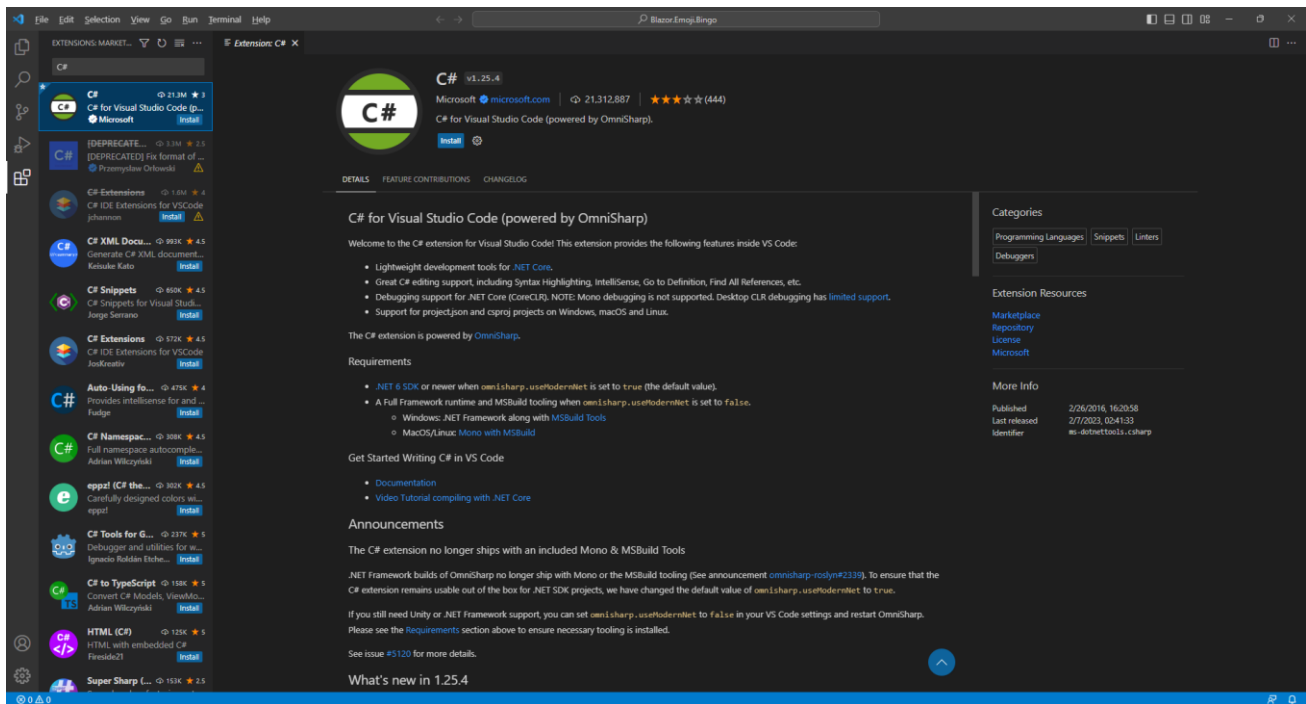 File Edit Selection View Go Run Terminal Help
Blazor.Emoji.Bingo
EXTENSIONS: MARKET...
Extension: C#
C#
C# 21.3M 3
C# for Visual Studio Code (p...
Microsoft Install
[DEPRECATE... 3.3M 2.5
[DEPRECATED] Fix format of ...
Przemysław Orłowski
C# Extensions 1.6M 4
C# IDE Extensions for VSCode
jchannon Install
C# XML Docu... 993K 4.5
Generate C# XML document...
Keisuke Kato Install
C# Snippets 650K 4.5
C# Snippets for Visual Studi...
Jorge Serrano Install
C# Extensions 572K 4.5
C# IDE Extensions for VSCode
JosKreativ Install
Auto-Using fo... 475K 4
Provides intellisense for and ...
Fudge Install
C# Namespac... 308K 4.5
Full namespace autocomple...
Adrian Wilczyński Install
eppz! (C# the... 302K 4.5
Carefully designed colors wi...
eppz! Install
C# Tools for G... 237K 5
Debugger and utilities for w...
Ignacio Roldán Etche... Install
C# to TypeScript 158K 5
Convert C# Models, ViewMo...
Adrian Wilczyński Install
HTML (C#) 125K 5
HTML with embedded C#
Fireside21 Install
Super Sharp (... 153K 2.5
C# v1.25.4
Microsoft microsoft.com 21,312,887 (444)
C# for Visual Studio Code (powered by OmniSharp).
Install
DETAILS FEATURE CONTRIBUTIONS CHANGELOG
C# for Visual Studio Code (powered by OmniSharp)
Welcome to the C# extension for Visual Studio Code! This extension provides the following features inside VS Code:
Lightweight development tools for .NET Core.
Great C# editing support, including Syntax Highlighting, IntelliSense, Go to Definition, Find All References, etc.
Debugging support for .NET Core (CoreCLR). NOTE: Mono debugging is not supported. Desktop CLR debugging has limited support.
Support for project.json and csproj projects on Windows, macOS and Linux.
The C# extension is powered by OmniSharp.
Requirements
.NET 6 SDK or newer when omnisharp.useModernNet is set to true (the default value).
A Full Framework runtime and MSBuild tooling when omnisharp.useModernNet is set to false.
Windows: .NET Framework along with MSBuild Tools
MacOS/Linux: Mono with MSBuild
Get Started Writing C# in VS Code
Documentation
Video Tutorial compiling with .NET Core
Announcements
The C# extension no longer ships with an included Mono & MSBuild Tools
.NET Framework builds of OmniSharp no longer ship with Mono or the MSBuild tooling (See announcement omnisharp-roslyn#2339). To ensure that the
C# extension remains usable out of the box for .NET SDK projects, we have changed the default value of omnisharp.useModernNet to true.
If you still need Unity or .NET Framework support, you can set omnisharp.useModernNet to false in your VS Code settings and restart OmniSharp.
Please see the Requirements section above to ensure necessary tooling is installed.
See issue #5120 for more details.
What's new in 1.25.4
Categories
Programming Languages Snippets Linters
Debuggers
Extension Resources
Marketplace
Repository
License
Microsoft
More Info
Published 2/26/2016, 16:20:58
Last released 2/7/2023, 02:41:33
Identifier ms-dotnettools.csharp
0 0